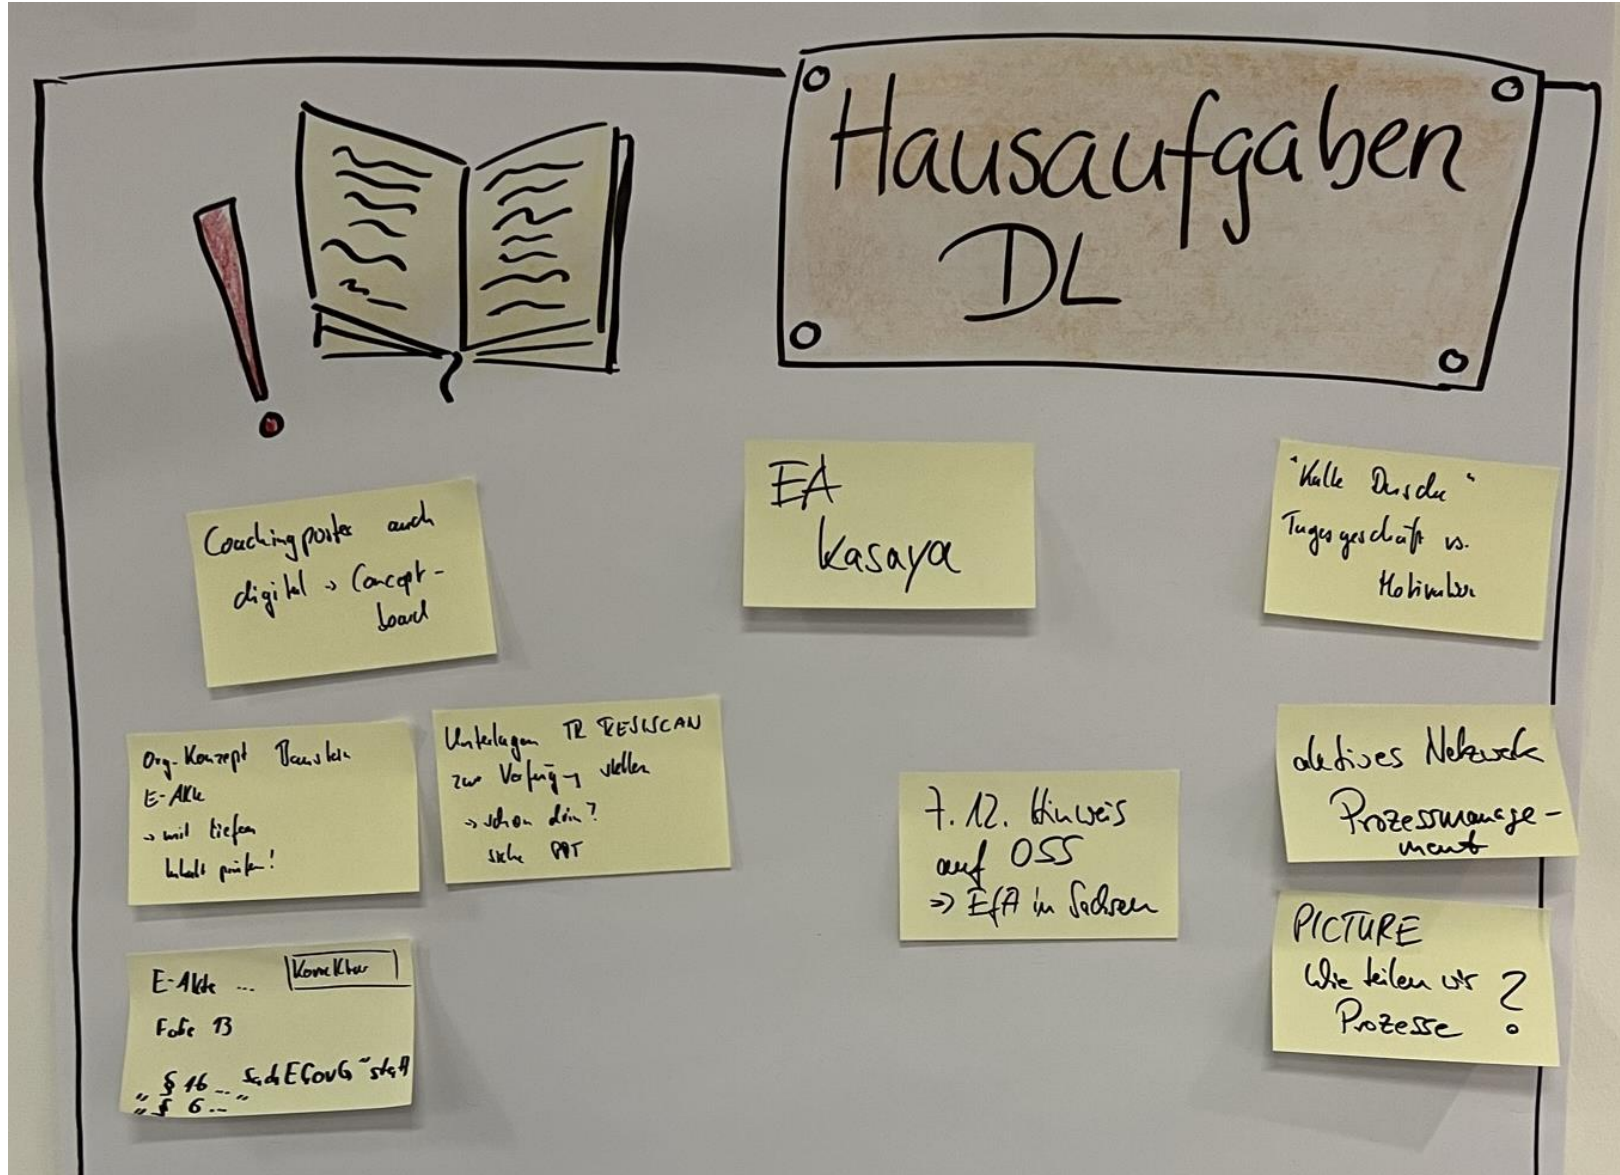 Hausaufgaben
DL
Coachingposter auch
digital → Concept-
board
EA
kasaya
"Kalte Dusche"
Tagesgeschäft vs.
Motivation
Org.-Konzept Baustein
E-Akte
→ mit tiefem
Inhalt prüfen!
Unterlagen TR RESISCAN
zur Verfügung stellen
→ schon drin?
siehe PPT
7.12. Hinweis
auf OSS
=> EfA in Sachsen
aktives Netzwerk
Prozessmanage-
ment
E-Akte ... Korrektur
Folie 13
„§ 16 ... SächsEGovG" statt
„§ 6 ..."
PICTURE
Wie teilen wir
Prozesse ?